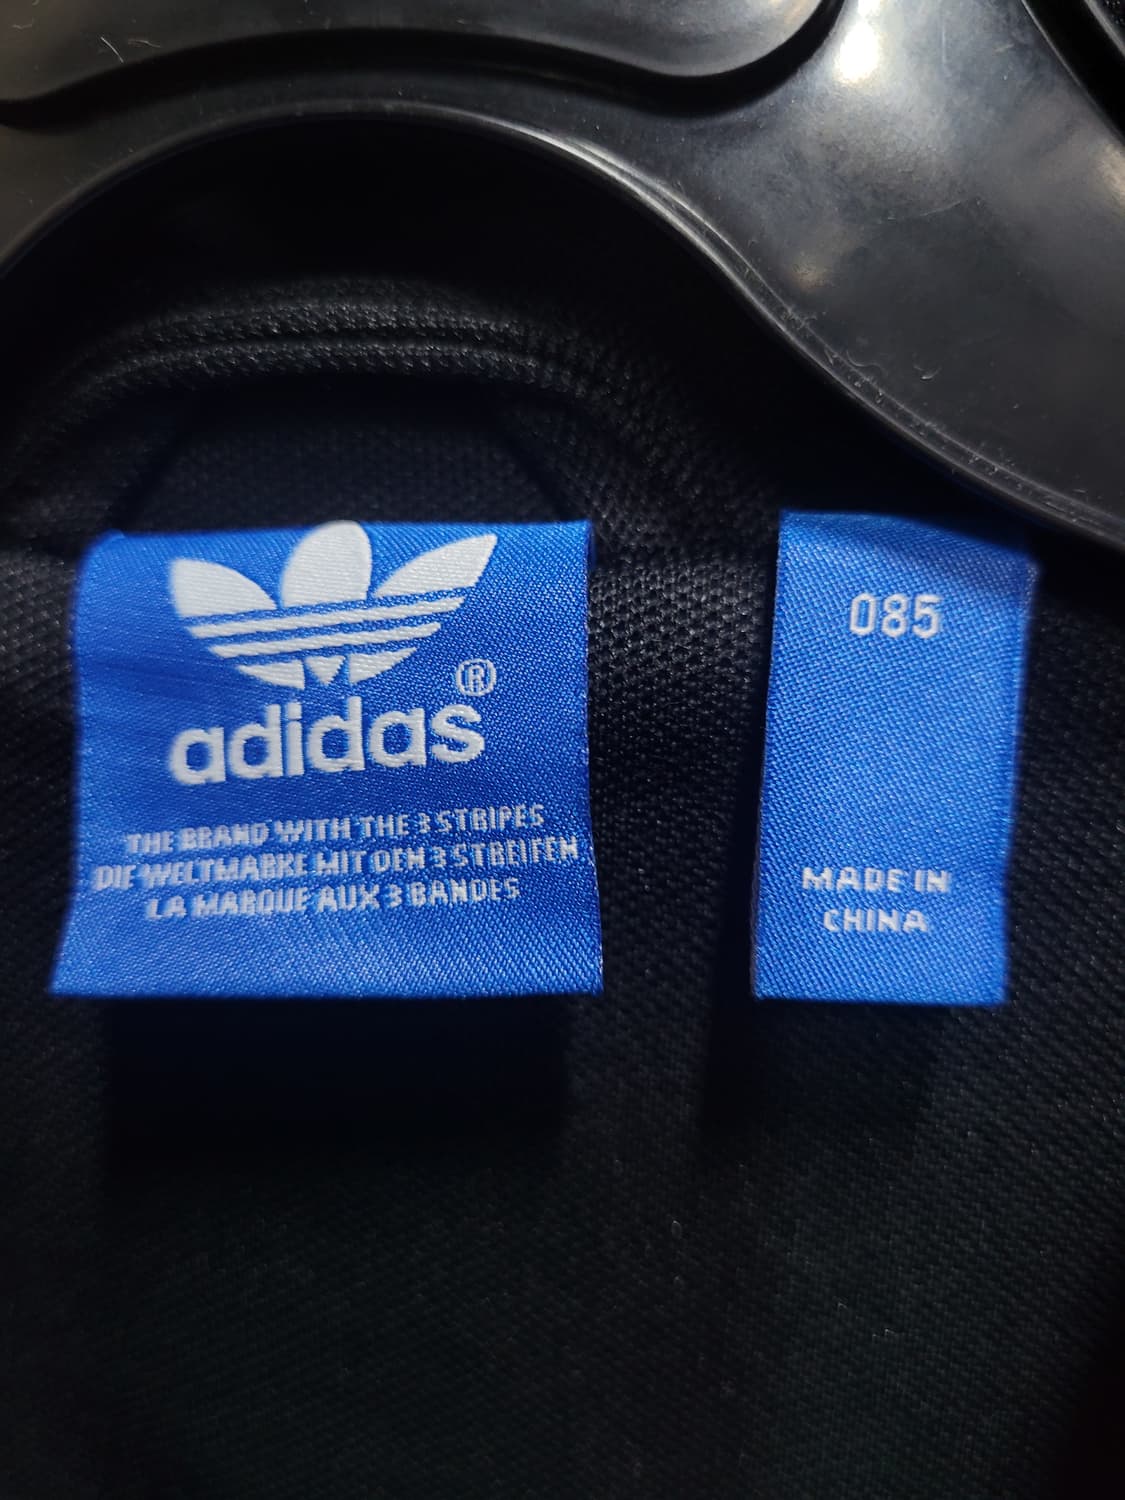 adidas®
THE BRAND WITH THE 3 STRIPES
DIE WELTMARKE MIT DEN 3 STREIFEN
LA MARQUE AUX 3 BANDES
085
MADE IN
CHINA